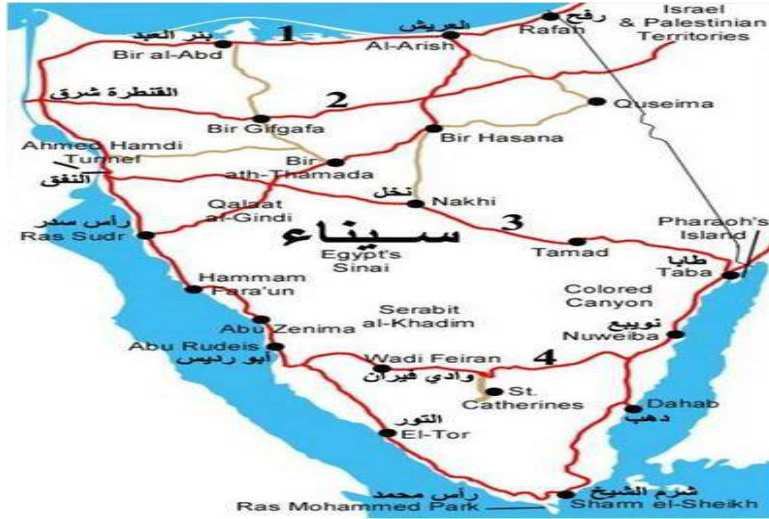 Israel
& Palestinian
Territories
رفح
Rafah
العريش
Al-Arish
1
بئر العبد
Bir al-Abd
القنطرة شرق
2
Bir Gifgafa
Quseima
Bir Hasana
Ahmed Hamdi
Tunnel
النفق
Bir
ath-Thamada
نخل
Nakhl
Qalaat
al-Gindi
سيناء
Egypt's
Sinai
3
Tamad
رأس سدر
Ras Sudr
Pharaoh's
Island
طابا
Taba
Hammam
Fara'un
Serabit
al-Khadim
Colored
Canyon
نويبع
Nuweiba
Abu Zenima
Abu Rudeis
أبو رديس
Wadi Feiran
وادي فيران
4
St.
Catherines
Dahab
دهب
التور
El-Tor
شرم الشيخ
Sharm el-Sheikh
رأس محمد
Ras Mohammed Park